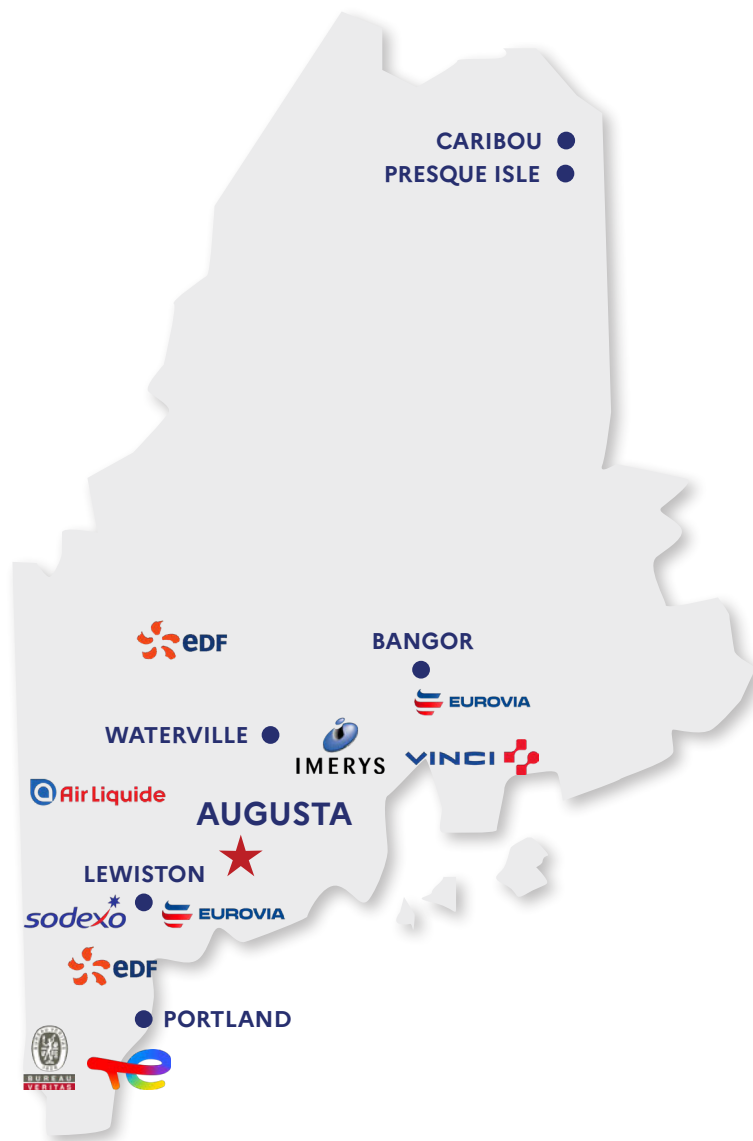 CARIBOU
PRESQUE ISLE
eDF
BANGOR
EUROVIA
WATERVILLE
IMERYS
VINCI
Air Liquide
AUGUSTA
LEWISTON
sodexo
EUROVIA
eDF
PORTLAND
BUREAU
VERITAS